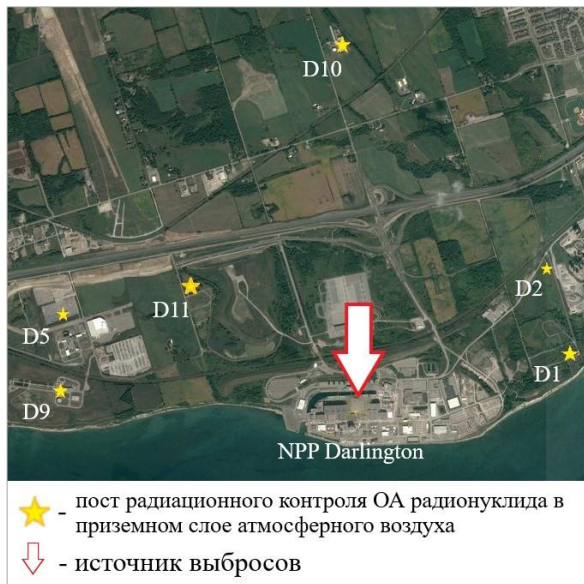 D10
D2
D11
D5
D1
D9
NPP Darlington
- пост радиационного контроля ОА радионуклида в
приземном слое атмосферного воздуха
- источник выбросов